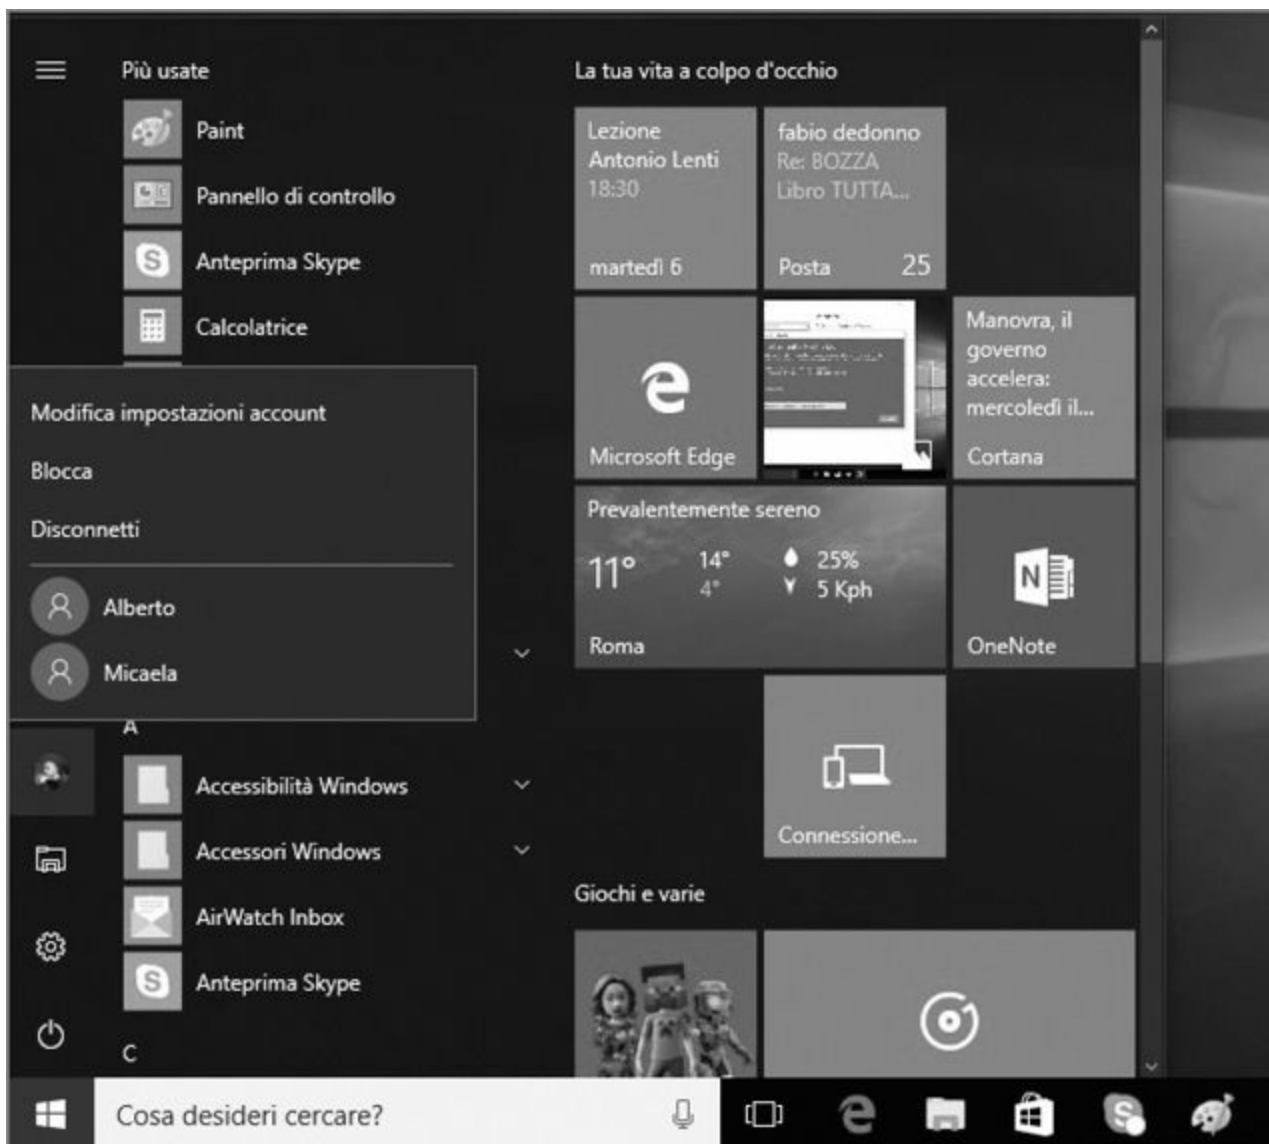 Più usate
Paint
Pannello di controllo
Anteprima Skype
Calcolatrice
Modifica impostazioni account
Blocca
Disconnetti
Alberto
Micaela
A
Accessibilità Windows
Accessori Windows
AirWatch Inbox
Anteprima Skype
C
La tua vita a colpo d'occhio
Lezione
Antonio Lenti
18:30
martedì 6
fabio dedonno
Re: BOZZA
Libro TUTTA...
Posta 25
Microsoft Edge
Manovra, il
governo
accelera:
mercoledì il...
Cortana
Prevalentemente sereno
11° 14° 25%
4° 5 Kph
Roma
N
OneNote
Connessione...
Giochi e varie
Cosa desideri cercare?